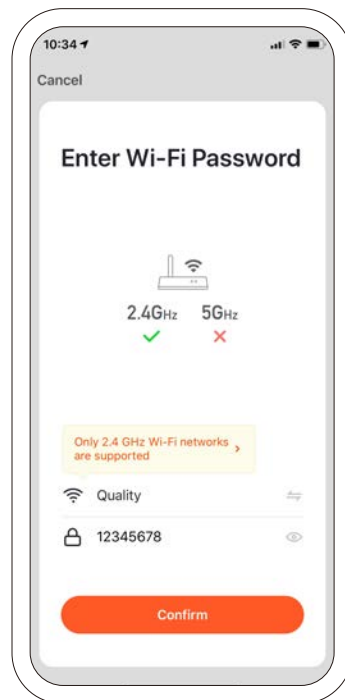 10:34
Cancel
Enter Wi-Fi Password
2.4GHz 5GHz
Only 2.4 GHz Wi-Fi networks
are supported
Quality
12345678
Confirm